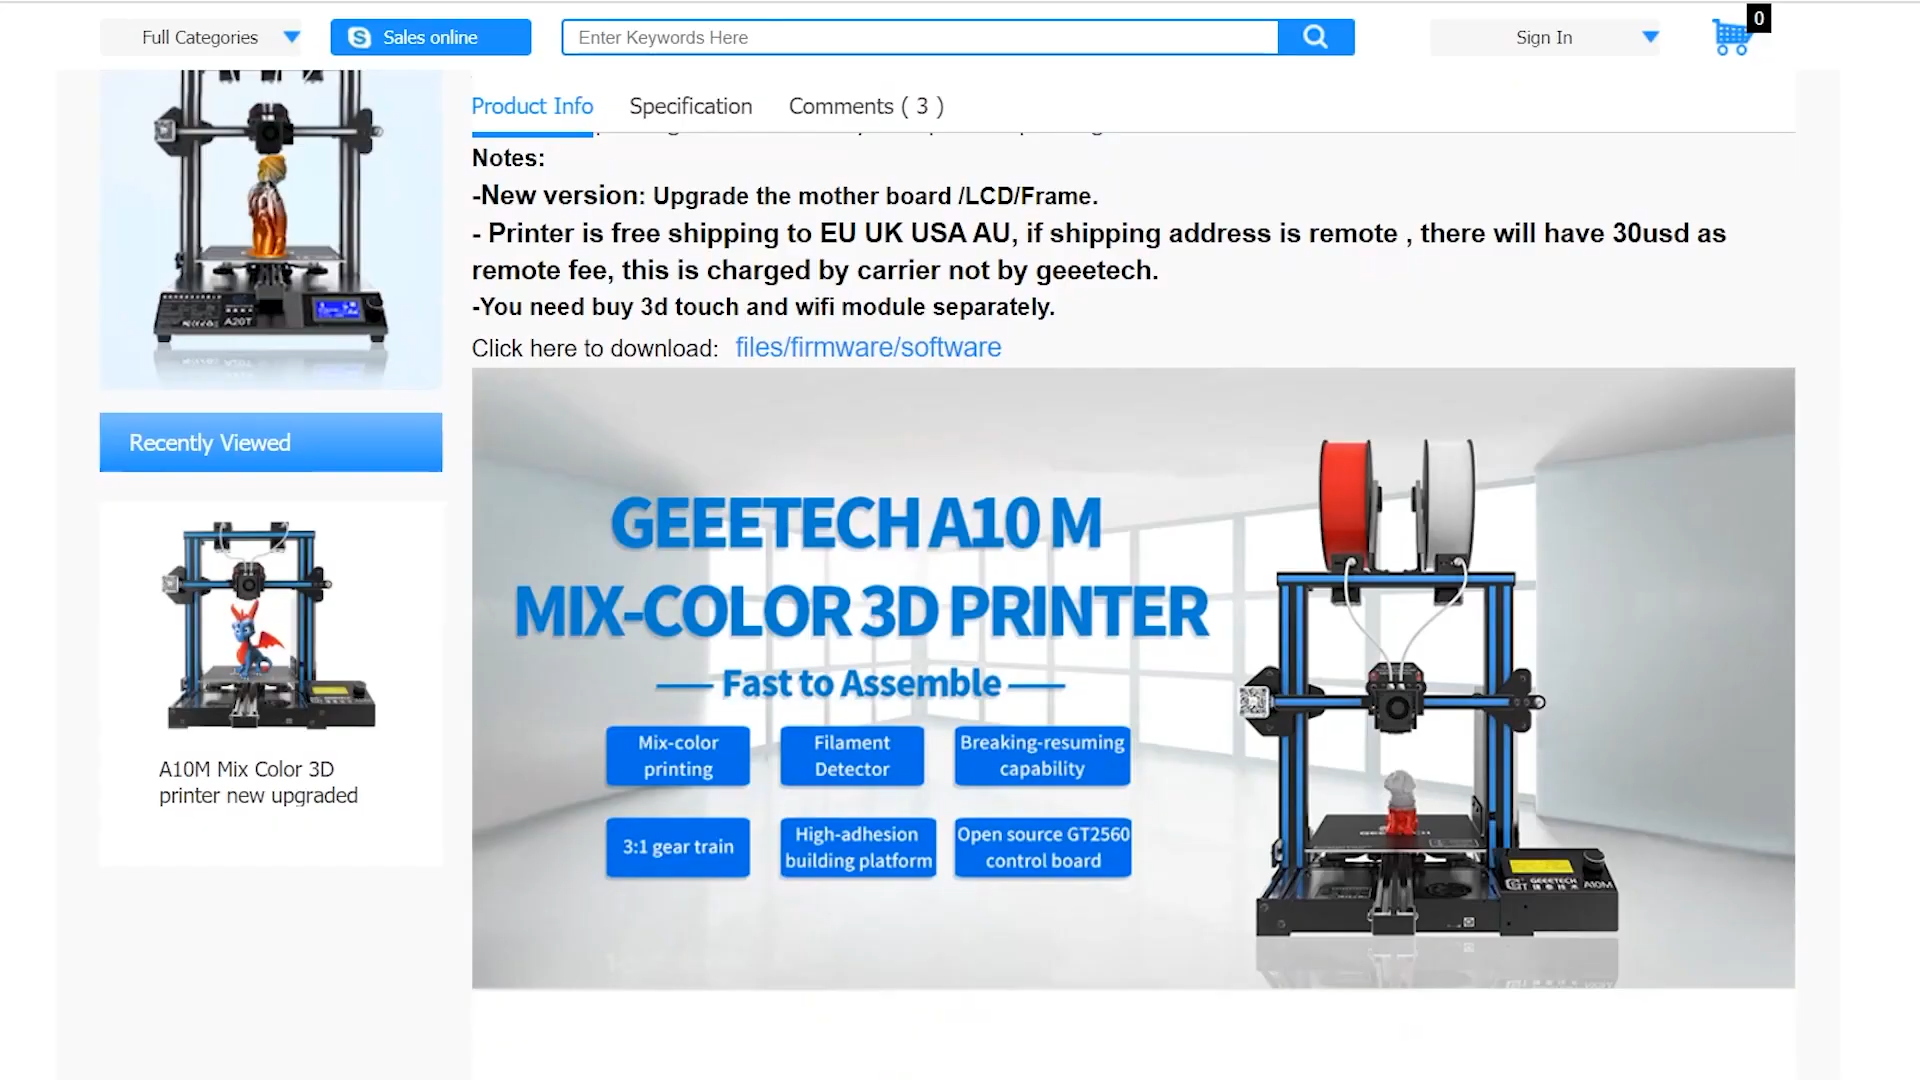 Full Categories
Sales online
Enter Keywords Here
Sign In
0
Product Info
Specification
Comments ( 3 )
Notes:
-New version: Upgrade the mother board /LCD/Frame.
- Printer is free shipping to EU UK USA AU, if shipping address is remote , there will have 30usd as
remote fee, this is charged by carrier not by geeetech.
-You need buy 3d touch and wifi module separately.
Click here to download: files/firmware/software
A20T
Recently Viewed
A10M Mix Color 3D
printer new upgraded
GEEETECH A10 M
MIX-COLOR 3D PRINTER
Fast to Assemble
Mix-color
printing
Filament
Detector
Breaking-resuming
capability
3:1 gear train
High-adhesion
building platform
Open source GT2560
control board
GEEETECH
A10M